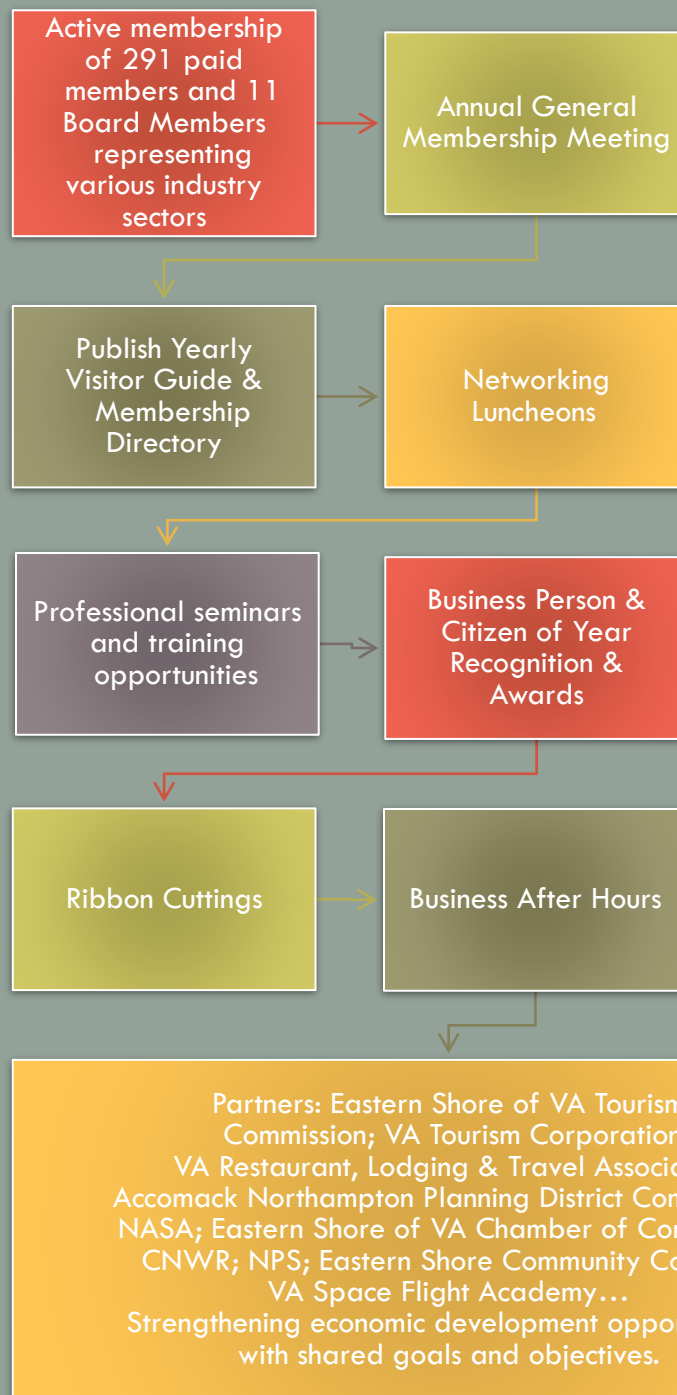 Active membership
of 291 paid
members and 11
Board Members
representing
various industry
sectors
Annual General
Membership Meeting
Publish Yearly
Visitor Guide &
Membership
Directory
Networking
Luncheons
Professional seminars
and training
opportunities
Business Person &
Citizen of Year
Recognition &
Awards
Ribbon Cuttings
Business After Hours
Partners: Eastern Shore of VA Tourism
Commission; VA Tourism Corporation
VA Restaurant, Lodging & Travel
Accomack Northampton Planning District
NASA; Eastern Shore of VA Chamber of
CNWR; NPS; Eastern Shore Community
VA Space Flight Academy…
Strengthening economic development
with shared goals and objectives.